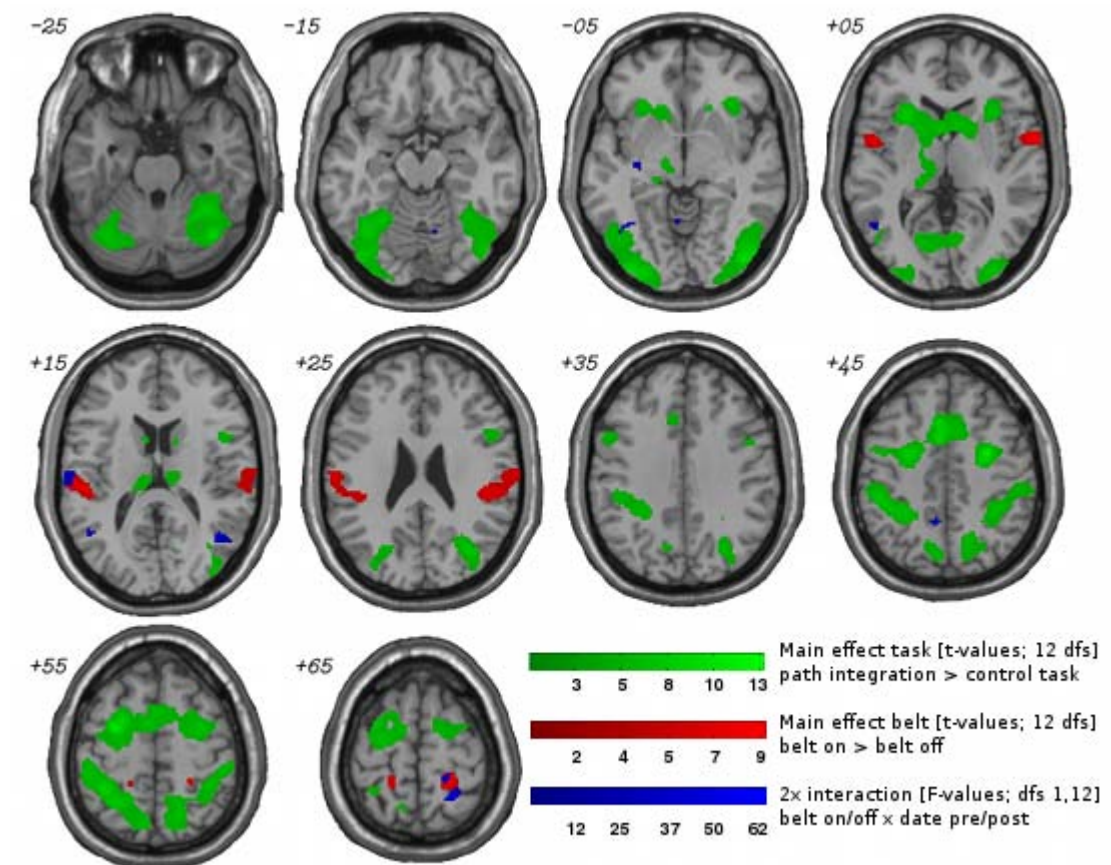 -25
-15
-05
+05
+15
+25
+35
+45
+55
+65
Main effect task [t-values; 12 dfs]
path integration > control task
3 5 8 10 13
Main effect belt [t-values; 12 dfs]
belt on > belt off
2 4 5 7 9
2x interaction [F-values; dfs 1,12]
belt on/off x date pre/post
12 25 37 50 62